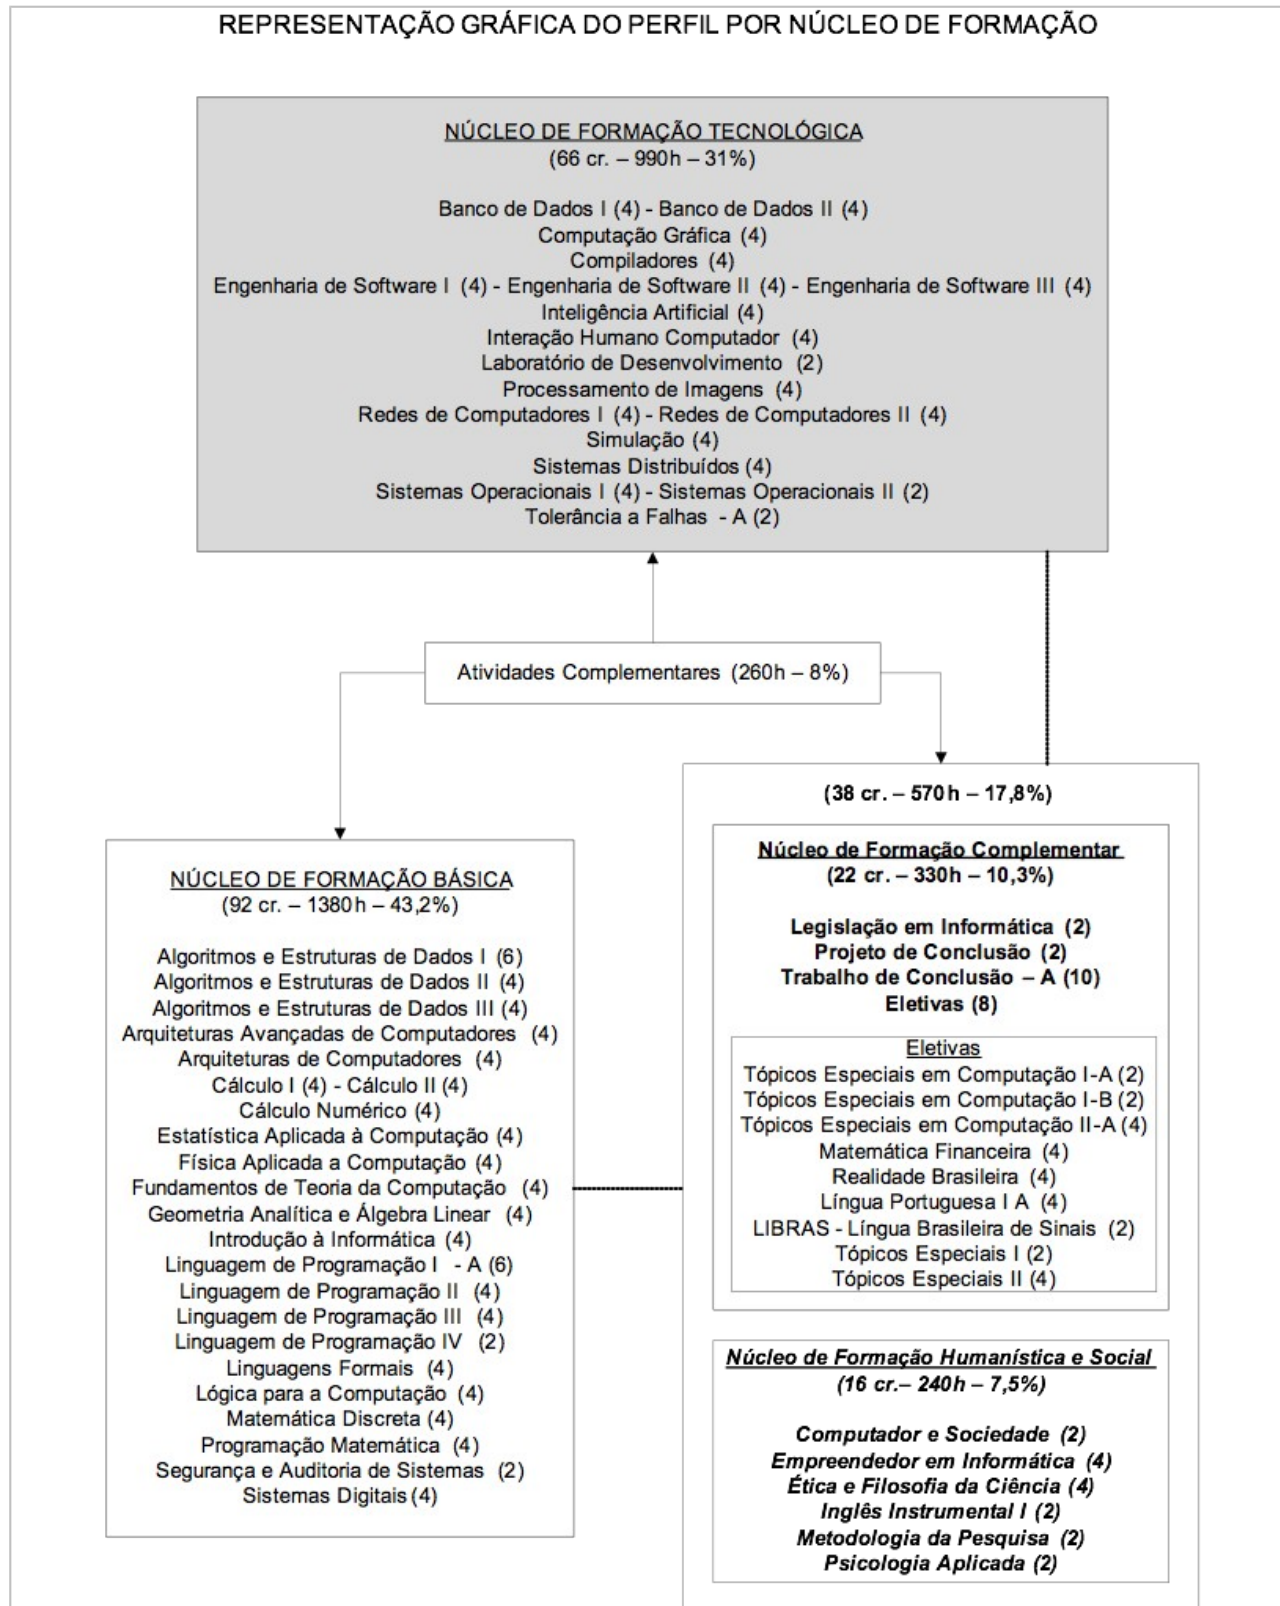 REPRESENTAÇÃO GRÁFICA DO PERFIL POR NÚCLEO DE FORMAÇÃO
NÚCLEO DE FORMAÇÃO TECNOLÓGICA
(66 cr. – 990h – 31%)
Banco de Dados I (4) - Banco de Dados II (4)
Computação Gráfica (4)
Compiladores (4)
Engenharia de Software I (4) - Engenharia de Software II (4) - Engenharia de Software III (4)
Inteligência Artificial (4)
Interação Humano Computador (4)
Laboratório de Desenvolvimento (2)
Processamento de Imagens (4)
Redes de Computadores I (4) - Redes de Computadores II (4)
Simulação (4)
Sistemas Distribuídos (4)
Sistemas Operacionais I (4) - Sistemas Operacionais II (2)
Tolerância a Falhas - A (2)
Atividades Complementares (260h – 8%)
NÚCLEO DE FORMAÇÃO BÁSICA
(92 cr. – 1380h – 43,2%)
Algoritmos e Estruturas de Dados I (6)
Algoritmos e Estruturas de Dados II (4)
Algoritmos e Estruturas de Dados III (4)
Arquiteturas Avançadas de Computadores (4)
Arquiteturas de Computadores (4)
Cálculo I (4) - Cálculo II (4)
Cálculo Numérico (4)
Estatística Aplicada à Computação (4)
Física Aplicada a Computação (4)
Fundamentos de Teoria da Computação (4)
Geometria Analítica e Álgebra Linear (4)
Introdução à Informática (4)
Linguagem de Programação I - A (6)
Linguagem de Programação II (4)
Linguagem de Programação III (4)
Linguagem de Programação IV (2)
Linguagens Formais (4)
Lógica para a Computação (4)
Matemática Discreta (4)
Programação Matemática (4)
Segurança e Auditoria de Sistemas (2)
Sistemas Digitais (4)
(38 cr. – 570h – 17,8%)
Núcleo de Formação Complementar
(22 cr. – 330h – 10,3%)
Legislação em Informática (2)
Projeto de Conclusão (2)
Trabalho de Conclusão – A (10)
Eletivas (8)
Eletivas
Tópicos Especiais em Computação I-A (2)
Tópicos Especiais em Computação I-B (2)
Tópicos Especiais em Computação II-A (4)
Matemática Financeira (4)
Realidade Brasileira (4)
Língua Portuguesa I A (4)
LIBRAS - Língua Brasileira de Sinais (2)
Tópicos Especiais I (2)
Tópicos Especiais II (4)
Núcleo de Formação Humanística e Social
(16 cr.– 240h – 7,5%)
Computador e Sociedade (2)
Empreendedor em Informática (4)
Ética e Filosofia da Ciência (4)
Inglês Instrumental I (2)
Metodologia da Pesquisa (2)
Psicologia Aplicada (2)